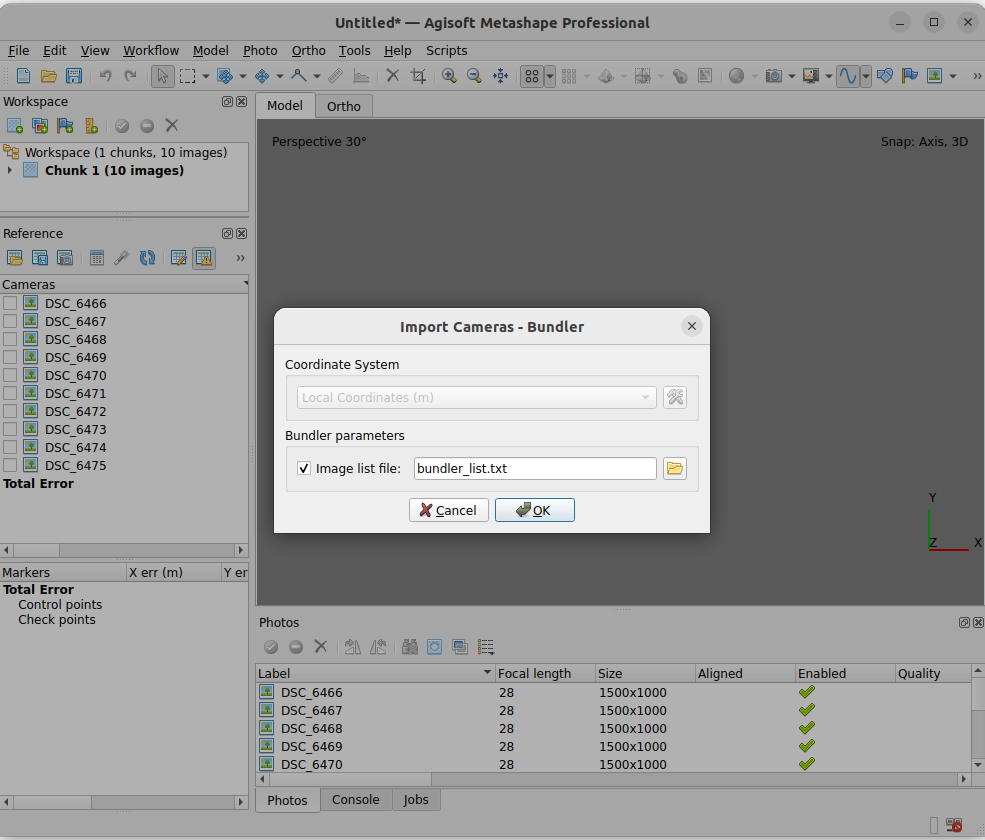 Untitled* — Agisoft Metashape Professional
File Edit View Workflow Model Photo Ortho Tools Help Scripts
Workspace
Workspace (1 chunks, 10 images)
Chunk 1 (10 images)
Reference
Cameras
DSC_6466
DSC_6467
DSC_6468
DSC_6469
DSC_6470
DSC_6471
DSC_6472
DSC_6473
DSC_6474
DSC_6475
Total Error
Markers X err (m) Y er
Total Error
Control points
Check points
Model Ortho
Perspective 30° Snap: Axis, 3D
Import Cameras - Bundler
Coordinate System
Local Coordinates (m)
Bundler parameters
Image list file: bundler_list.txt
Cancel OK
Y
Z X
Photos
Label Focal length Size Aligned Enabled Quality
DSC_6466 28 1500x1000
DSC_6467 28 1500x1000
DSC_6468 28 1500x1000
DSC_6469 28 1500x1000
DSC_6470 28 1500x1000
Photos Console Jobs